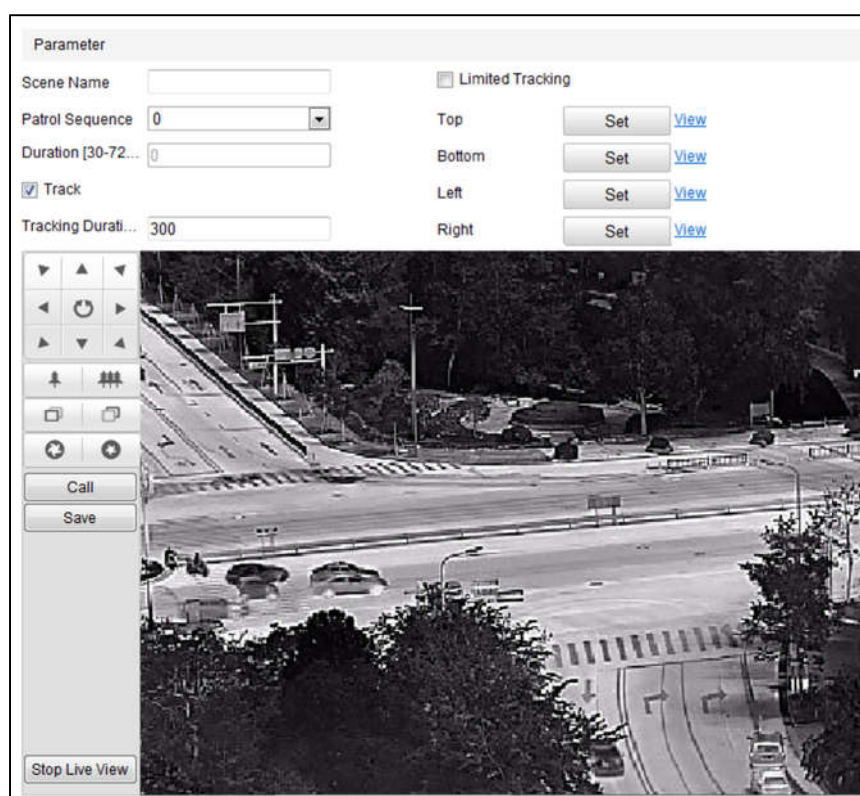 Parameter
Scene Name
Limited Tracking
Patrol Sequence 0
Top Set View
Duration [30-72... 0
Bottom Set View
Track
Left Set View
Tracking Durati... 300
Right Set View
Call
Save
Stop Live View